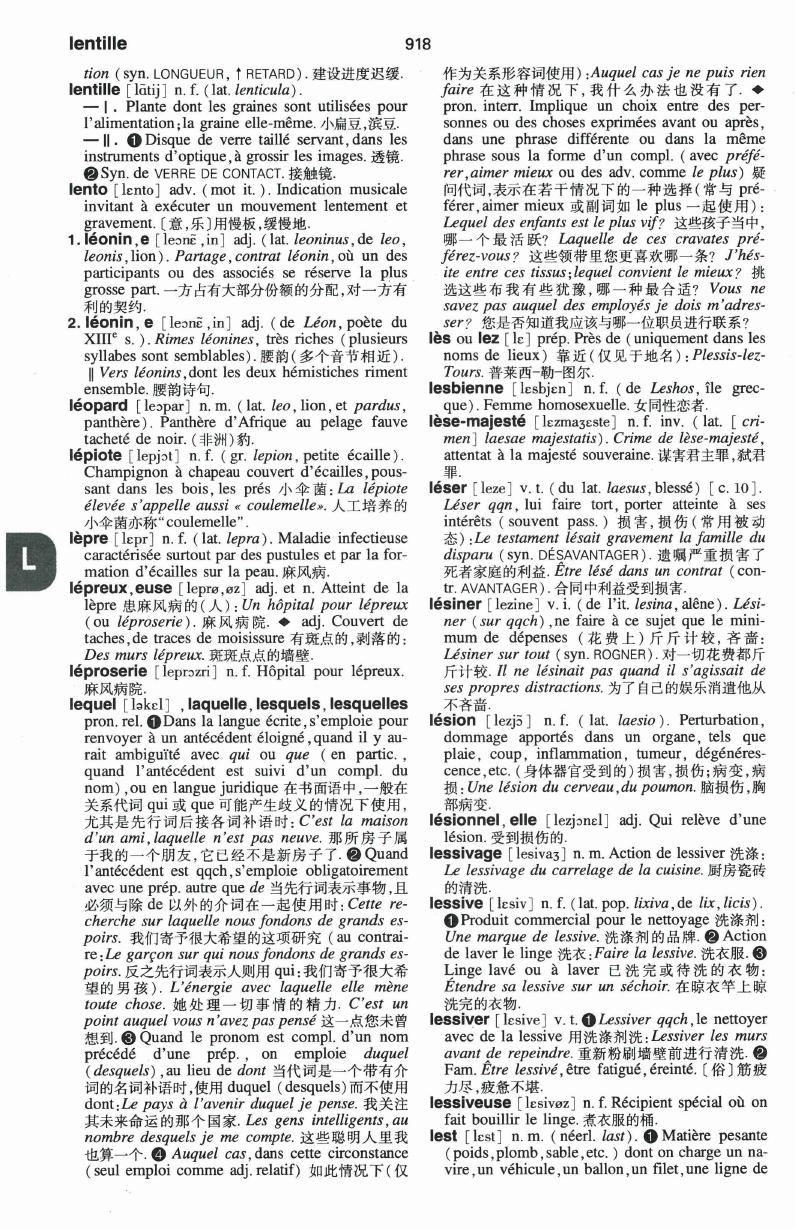 lentille
918
tion (syn. LONGUEUR, ↑ RETARD). 建设进度迟缓.
lentille [lɑ̃tij] n. f. (lat. lenticula).
— Ⅰ. Plante dont les graines sont utilisées pour
l'alimentation; la graine elle-même. 小扁豆,滨豆.
— Ⅱ. ❶Disque de verre taillé servant, dans les
instruments d'optique, à grossir les images. 透镜.
❷Syn. de VERRE DE CONTACT. 接触镜.
lento [lɛnto] adv. (mot it.). Indication musicale
invitant à exécuter un mouvement lentement et
gravement. [意,乐]用慢板,缓慢地.
1. léonin,e [leɔnɛ̃,in] adj. (lat. leoninus, de leo,
leonis, lion). Partage, contrat léonin, où un des
participants ou des associés se réserve la plus
grosse part. 一方占有大部分份额的分配,对一方有
利的契约.
2. léonin, e [leɔnɛ̃,in] adj. (de Léon, poète du
XIIIe s.). Rimes léonines, très riches (plusieurs
syllabes sont semblables). 腰韵(多个音节相近).
‖ Vers léonins, dont les deux hémistiches riment
ensemble. 腰韵诗句.
léopard [leɔpar] n. m. (lat. leo, lion, et pardus,
panthère). Panthère d'Afrique au pelage fauve
tacheté de noir. (非洲)豹.
lépiote [lepjɔt] n. f. (gr. lepion, petite écaille).
Champignon à chapeau couvert d'écailles, pous-
sant dans les bois, les prés 小伞菌: La lépiote
élevée s'appelle aussi « coulemelle». 人工培养的
小伞菌亦称"coulemelle".
lèpre [lɛpr] n. f. (lat. lepra). Maladie infectieuse
caractérisée surtout par des pustules et par la for-
mation d'écailles sur la peau. 麻风病.
lépreux,euse [leprø,øz] adj. et n. Atteint de la
lèpre 患麻风病的(人): Un hôpital pour lépreux
(ou léproserie). 麻风病院. ◆ adj. Couvert de
taches, de traces de moisissure 有斑点的,剥落的:
Des murs lépreux. 斑斑点点的墙壁.
léproserie [leprɔzri] n. f. Hôpital pour lépreux.
麻风病院.
lequel [ləkɛl], laquelle, lesquels, lesquelles
pron. rel. ❶Dans la langue écrite, s'emploie pour
renvoyer à un antécédent éloigné, quand il y au-
rait ambiguïté avec qui ou que (en partic.,
quand l'antécédent est suivi d'un compl. du
nom), ou en langue juridique 在书面语中,一般在
关系代词 qui 或 que 可能产生歧义的情况下使用,
尤其是先行词后接各词补语时: C'est la maison
d'un ami, laquelle n'est pas neuve. 那所房子属
于我的一个朋友,它已经不是新房子了. ❷Quand
l'antécédent est qqch, s'emploie obligatoirement
avec une prép. autre que de 当先行词表示事物,且
必须与除 de 以外的介词在一起使用时: Cette re-
cherche sur laquelle nous fondons de grands es-
poirs. 我们寄予很大希望的这项研究 (au contrai-
re: Le garçon sur qui nous fondons de grands es-
poirs. 反之先行词表示人则用 qui:我们寄予很大希
望的男孩). L'énergie avec laquelle elle mène
toute chose. 她处理一切事情的精力. C'est un
point auquel vous n'avez pas pensé 这一点您未曾
想到. ❸Quand le pronom est compl. d'un nom
précédé d'une prép., on emploie duquel
(desquels), au lieu de dont 当代词是一个带有介
词的名词补语时,使用 duquel (desquels)而不使用
dont: Le pays à l'avenir duquel je pense. 我关注
其未来命运的那个国家. Les gens intelligents, au
nombre desquels je me compte. 这些聪明人里我
也算一个. ❹ Auquel cas, dans cette circonstance
(seul emploi comme adj. relatif) 如此情况下(仅
作为关系形容词使用): Auquel cas je ne puis rien
faire 在这种情况下,我什么办法也没有了. ◆
pron. interr. Implique un choix entre des per-
sonnes ou des choses exprimées avant ou après,
dans une phrase différente ou dans la même
phrase sous la forme d'un compl. (avec préfé-
rer, aimer mieux ou des adv. comme le plus) 疑
问代词,表示在若干情况下的一种选择(常与 pré-
férer, aimer mieux 或副词如 le plus 一起使用):
Lequel des enfants est le plus vif? 这些孩子当中,
哪一个最活跃? Laquelle de ces cravates pré-
férez-vous? 这些领带里您更喜欢哪一条? J'hés-
ite entre ces tissus; lequel convient le mieux? 挑
选这些布我有些犹豫,哪一种最合适? Vous ne
savez pas auquel des employés je dois m'adres-
ser? 您是否知道我应该与哪一位职员进行联系?
lès ou lez [lɛ] prép. Près de (uniquement dans les
noms de lieux) 靠近(仅见于地名): Plessis-lez-
Tours. 普莱西-勒-图尔.
lesbienne [lɛsbjɛn] n. f. (de Leshos, île grec-
que). Femme homosexuelle. 女同性恋者.
lèse-majesté [lɛzmaʒɛste] n. f. inv. (lat. [cri-
men] laesae majestatis). Crime de lèse-majesté,
attentat à la majesté souveraine. 谋害君主罪,弑君
罪.
léser [leze] v. t. (du lat. laesus, blessé) [c. 10].
Léser qqn, lui faire tort, porter atteinte à ses
intérêts (souvent pass.) 损害,损伤(常用被动
态): Le testament lésait gravement la famille du
disparu (syn. DÉSAVANTAGER). 遗嘱严重损害了
死者家庭的利益. Être lésé dans un contrat (con-
tr. AVANTAGER). 合同中利益受到损害.
lésiner [lezine] v. i. (de l'it. lesina, alêne). Lési-
ner (sur qqch), ne faire à ce sujet que le mini-
mum de dépenses (花费上)斤斤计较,吝啬:
Lésiner sur tout (syn. ROGNER). 对一切花费都斤
斤计较. Il ne lésinait pas quand il s'agissait de
ses propres distractions. 为了自己的娱乐消遣他从
不吝啬.
lésion [lezjɔ̃] n. f. (lat. laesio). Perturbation,
dommage apportés dans un organe, tels que
plaie, coup, inflammation, tumeur, dégénéres-
cence, etc. (身体器官受到的)损害,损伤;病变,病
损: Une lésion du cerveau, du poumon. 脑损伤,胸
部病变.
lésionnel, elle [lezjɔnɛl] adj. Qui relève d'une
lésion. 受到损伤的.
lessivage [lesivaʒ] n. m. Action de lessiver 洗涤:
Le lessivage du carrelage de la cuisine. 厨房瓷砖
的清洗.
lessive [lɛsiv] n. f. (lat. pop. lixiva, de lix, licis).
❶Produit commercial pour le nettoyage 洗涤剂:
Une marque de lessive. 洗涤剂的品牌. ❷Action
de laver le linge 洗衣: Faire la lessive. 洗衣服. ❸
Linge lavé ou à laver 已洗完或待洗的衣物:
Étendre sa lessive sur un séchoir. 在晾衣竿上晾
洗完的衣物.
lessiver [lɛsive] v. t. ❶Lessiver qqch, le nettoyer
avec de la lessive 用洗涤剂洗: Lessiver les murs
avant de repeindre. 重新粉刷墙壁前进行清洗. ❷
Fam. Être lessivé, être fatigué, éreinté. [俗]筋疲
力尽,疲惫不堪.
lessiveuse [lɛsivøz] n. f. Récipient spécial où on
fait bouillir le linge. 煮衣服的桶.
lest [lɛst] n. m. (néerl. last). ❶ Matière pesante
(poids, plomb, sable, etc.) dont on charge un na-
vire, un véhicule, un ballon, un filet, une ligne de
L